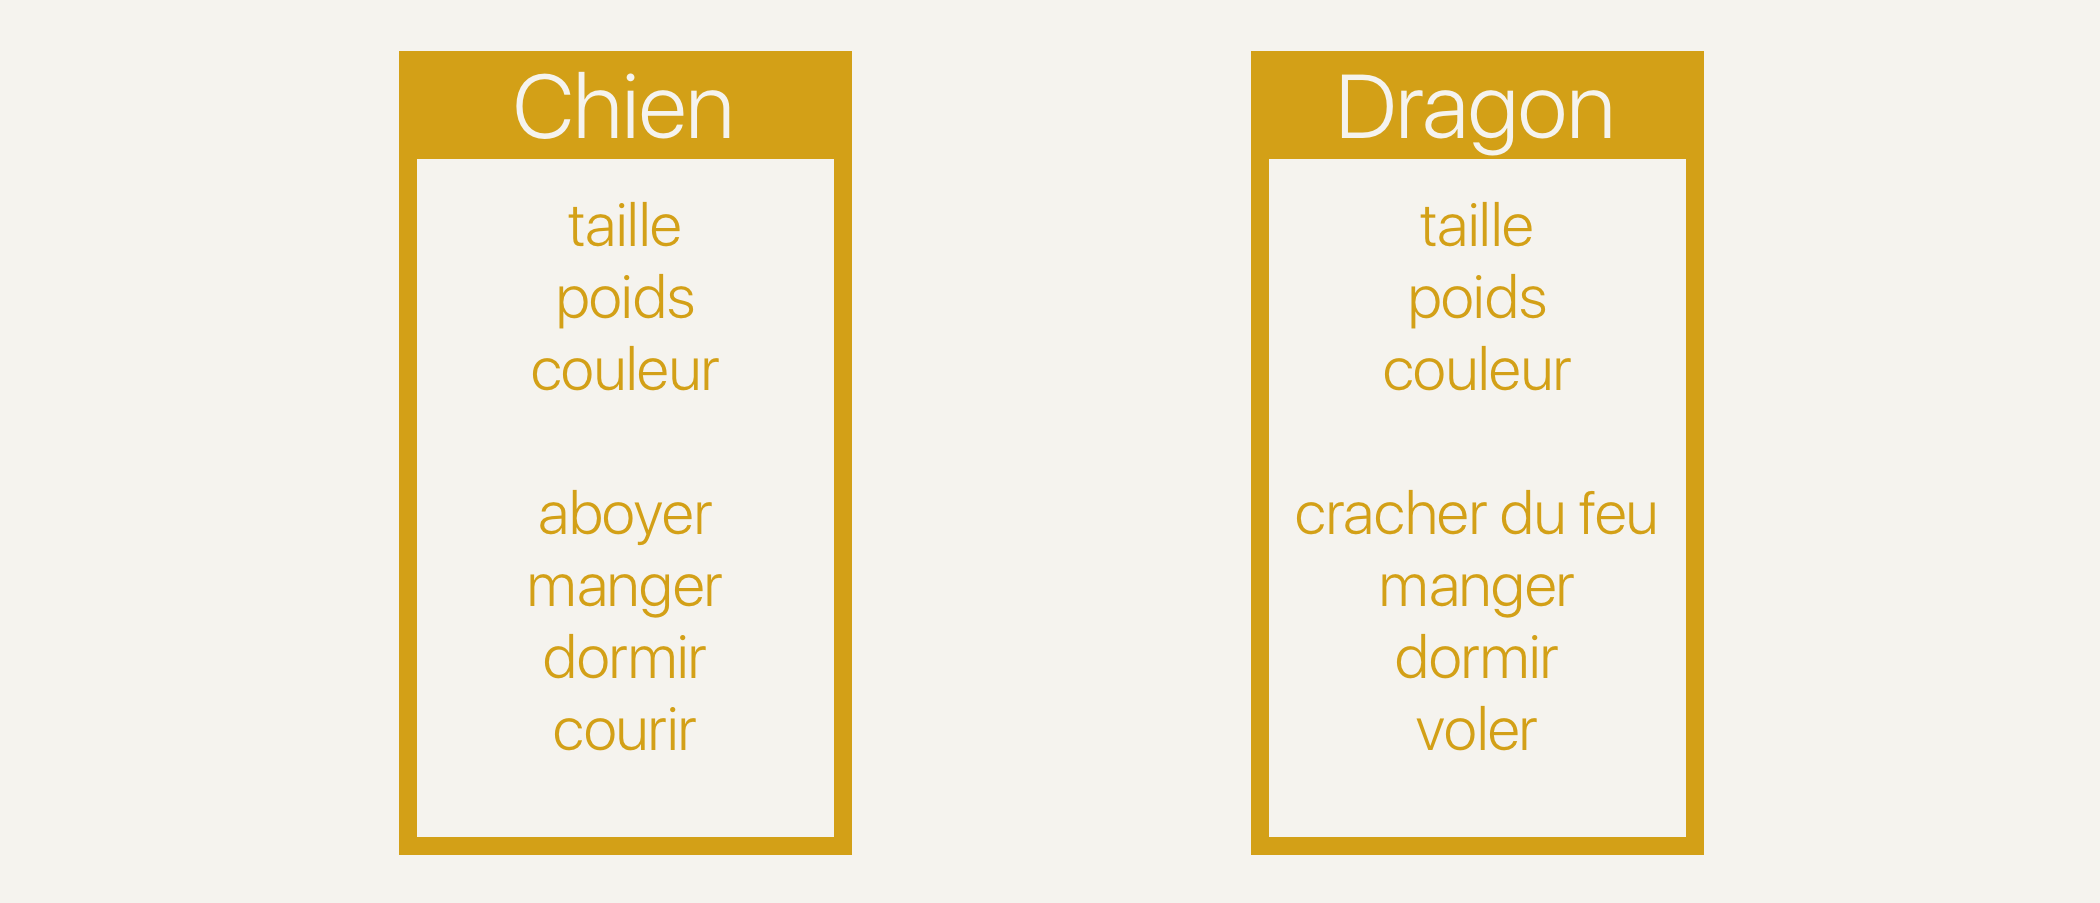 Chien
taille
poids
couleur
aboyer
manger
dormir
courir
Dragon
taille
poids
couleur
cracher du feu
manger
dormir
voler